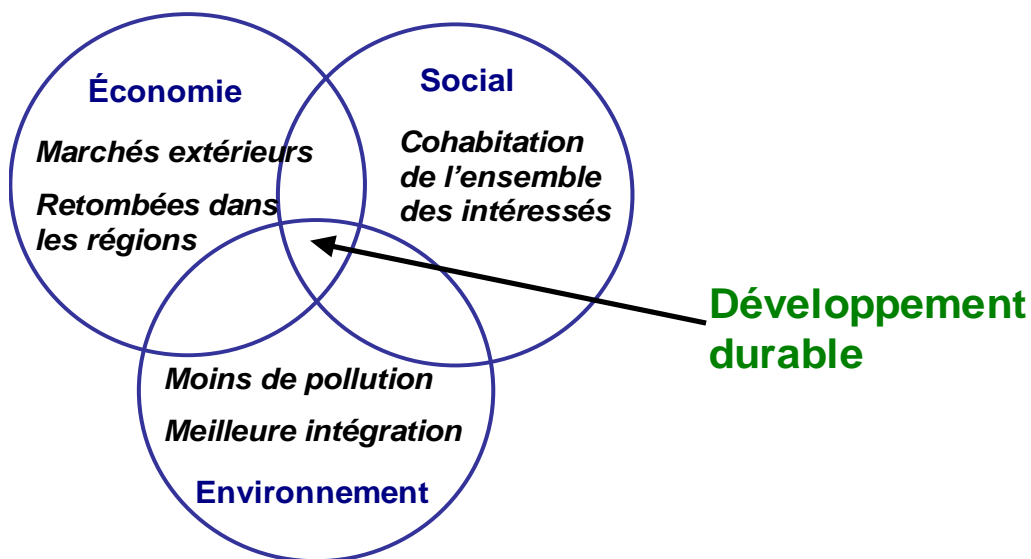 Économie
Marchés extérieurs
Retombées dans
les régions
Social
Cohabitation
de l’ensemble
des intéressés
Développement
durable
Moins de pollution
Meilleure intégration
Environnement